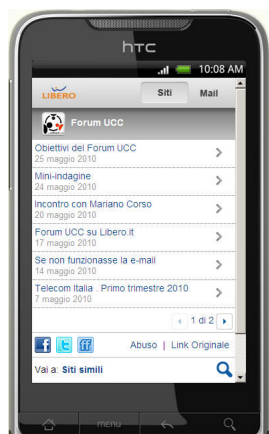 hTC
10:08 AM
LIBERO
Siti
Mail
Forum UCC
Obiettivi del Forum UCC
25 maggio 2010
Mini-indagine
24 maggio 2010
Incontro con Mariano Corso
20 maggio 2010
Forum UCC su Libero.it
17 maggio 2010
Se non funzionasse la e-mail
14 maggio 2010
Telecom Italia . Primo trimestre 2010
7 maggio 2010
1 di 2
f t ff
Abuso | Link Originale
Vai a: Siti simili
menu